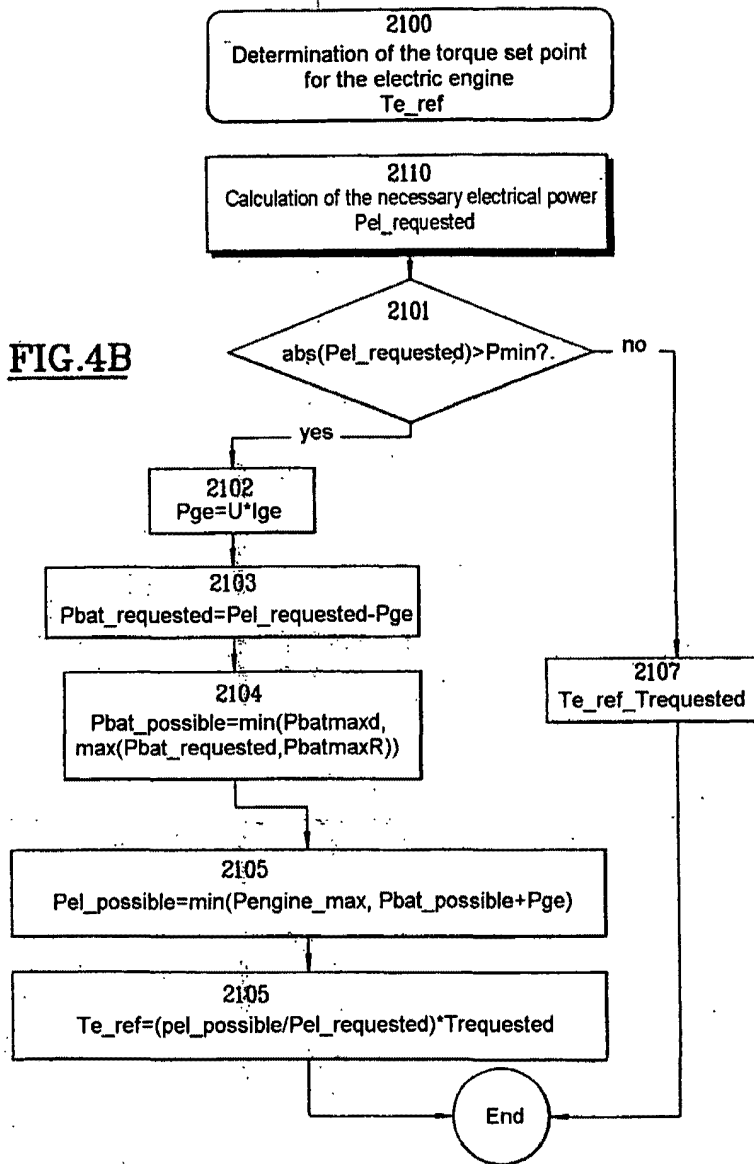 2100
Determination of the torque set point
for the electric engine
Te_ref
2110
Calculation of the necessary electrical power
Pel_requested
2101
abs(Pel_requested)>Pmin?.
no
FIG.4B
yes
2102
Pge=U*Ige
2103
Pbat_requested=Pel_requested-Pge
2104
Pbat_possible=min(Pbatmaxd,
max(Pbat_requested,PbatmaxR))
2107
Te_ref_Trequested
2105
Pel_possible=min(Pengine_max, Pbat_possible+Pge)
2105
Te_ref=(pel_possible/Pel_requested)*Trequested
End